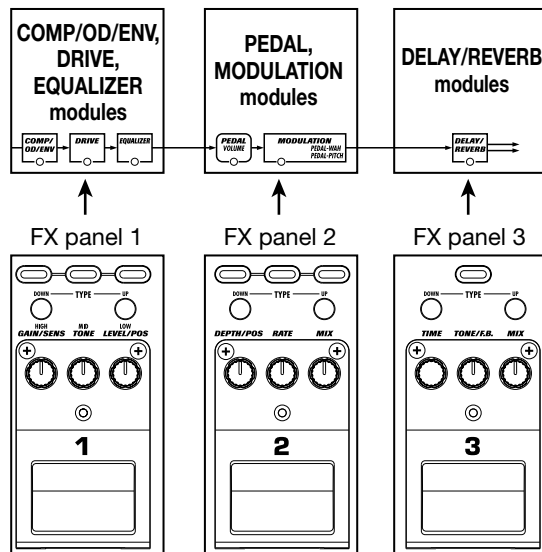 COMP/OD/ENV,
DRIVE,
EQUALIZER
modules
COMP/
OD/ENV
DRIVE
EQUALIZER
PEDAL,
MODULATION
modules
PEDAL
VOLUME
MODULATION
PEDAL-WAH
PEDAL-PITCH
DELAY/REVERB
modules
DELAY/
REVERB
FX panel 1
DOWN TYPE UP
HIGH MID LOW
GAIN/SENS TONE LEVEL/POS
1
FX panel 2
DOWN TYPE UP
DEPTH/POS RATE MIX
2
FX panel 3
DOWN TYPE UP
TIME TONE/F.B. MIX
3